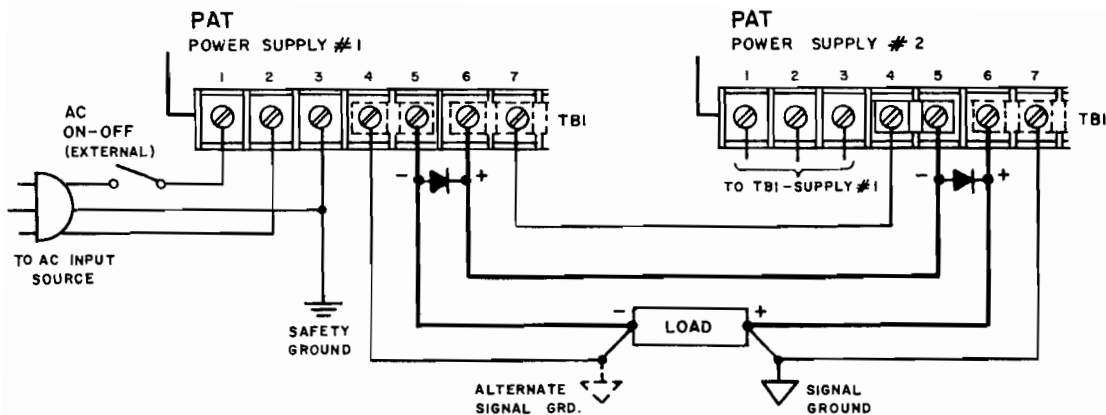 PAT
POWER SUPPLY #1
PAT
POWER SUPPLY # 2
1 2 3 4 5 6 7
TB1
1 2 3 4 5 6 7
TB1
AC
ON-OFF
(EXTERNAL)
- +
TO TB1-SUPPLY #1
- +
TO AC INPUT
SOURCE
SAFETY
GROUND
- LOAD +
ALTERNATE
SIGNAL GRD.
SIGNAL
GROUND